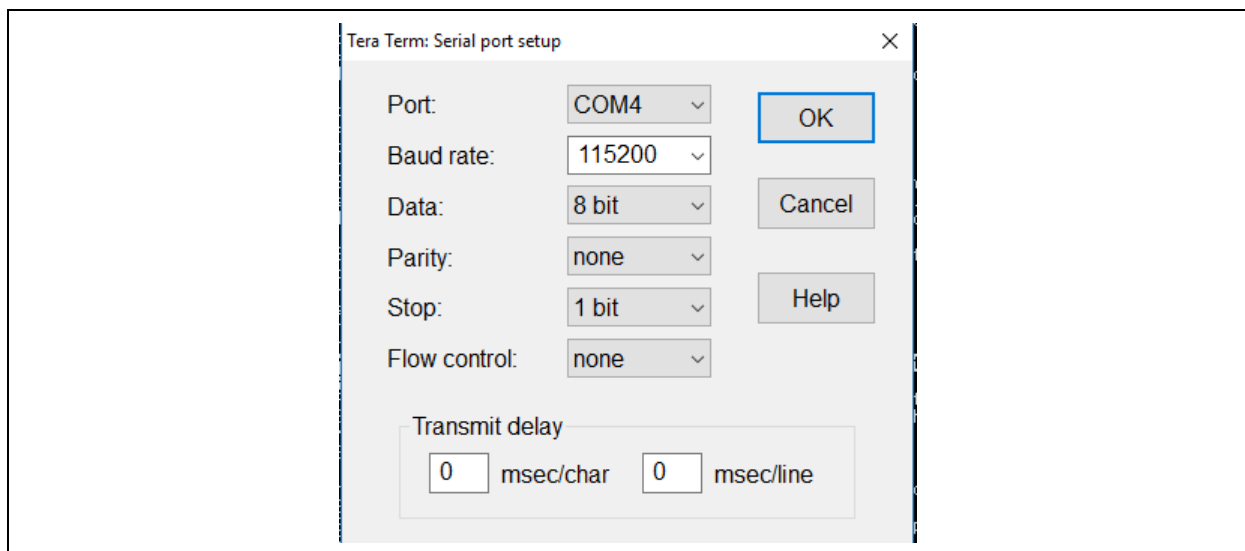 Tera Term: Serial port setup
Port: COM4
OK
Baud rate: 115200
Data: 8 bit
Cancel
Parity: none
Stop: 1 bit
Help
Flow control: none
Transmit delay
0 msec/char 0 msec/line